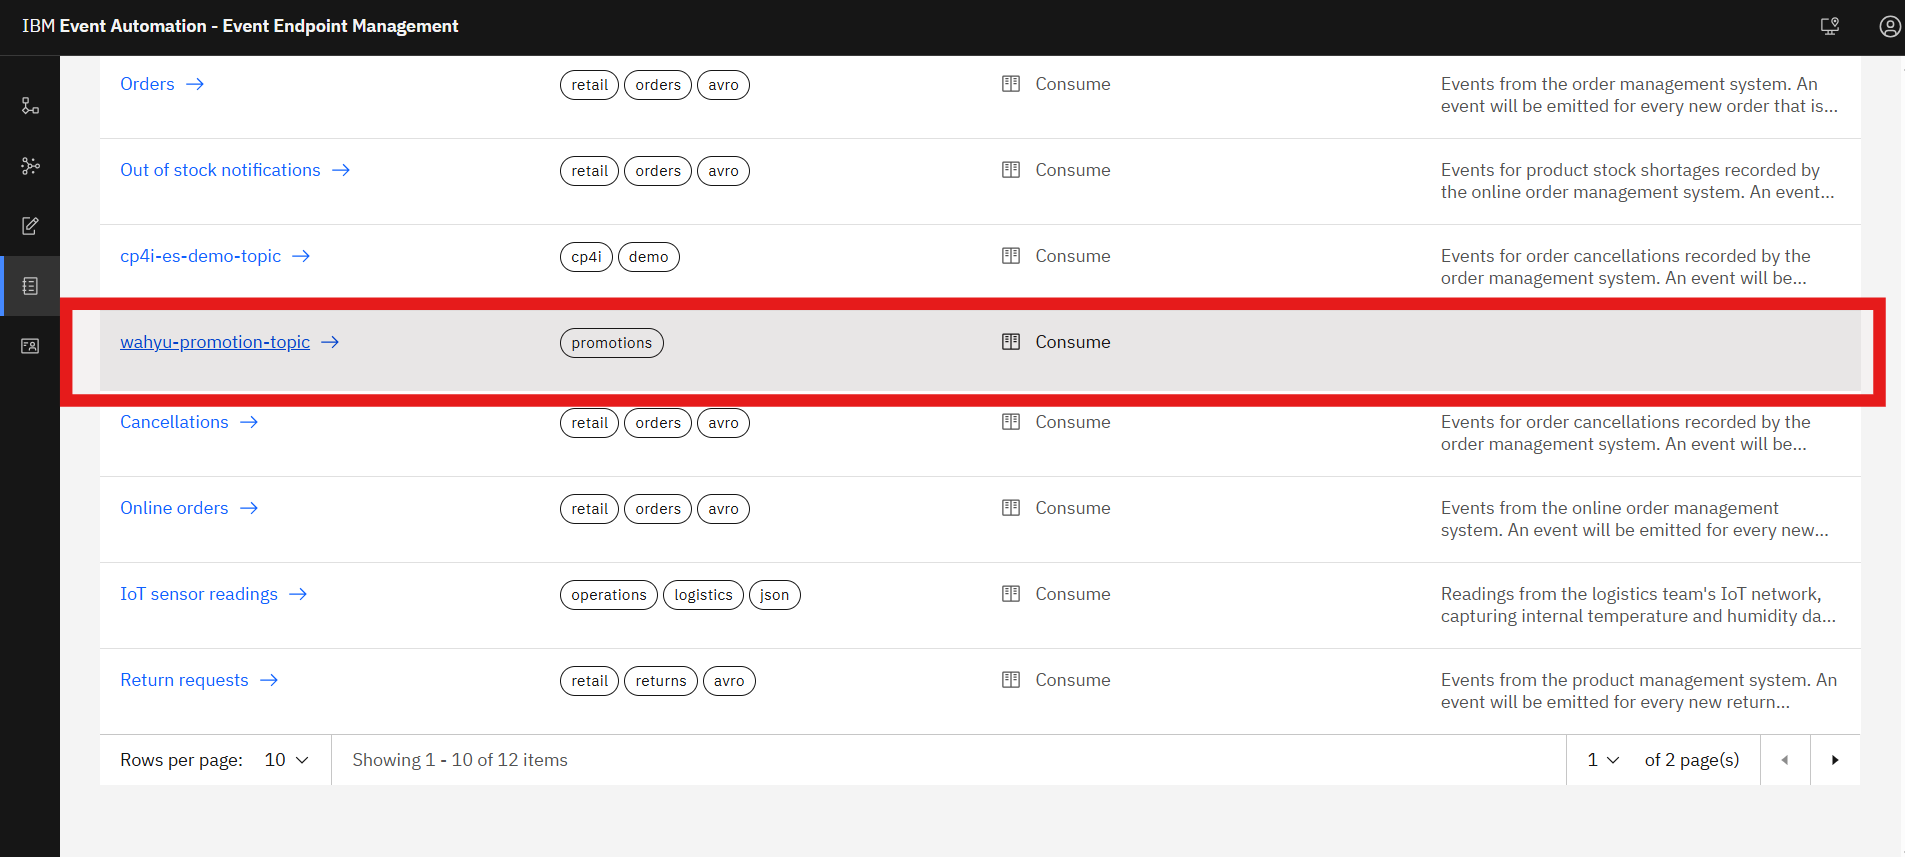 IBM Event Automation - Event Endpoint Management
Orders → retail orders avro Consume Events from the order management system. An
event will be emitted for every new order that is...
Out of stock notifications → retail orders avro Consume Events for product stock shortages recorded by
the online order management system. An event...
cp4i-es-demo-topic → cp4i demo Consume Events for order cancellations recorded by the
order management system. An event will be...
wahyu-promotion-topic → promotions Consume
Cancellations → retail orders avro Consume Events for order cancellations recorded by the
order management system. An event will be...
Online orders → retail orders avro Consume Events from the online order management
system. An event will be emitted for every new...
IoT sensor readings → operations logistics json Consume Readings from the logistics team's IoT network,
capturing internal temperature and humidity da...
Return requests → retail returns avro Consume Events from the product management system. An
event will be emitted for every new return...
Rows per page: 10 Showing 1 - 10 of 12 items 1 of 2 page(s)